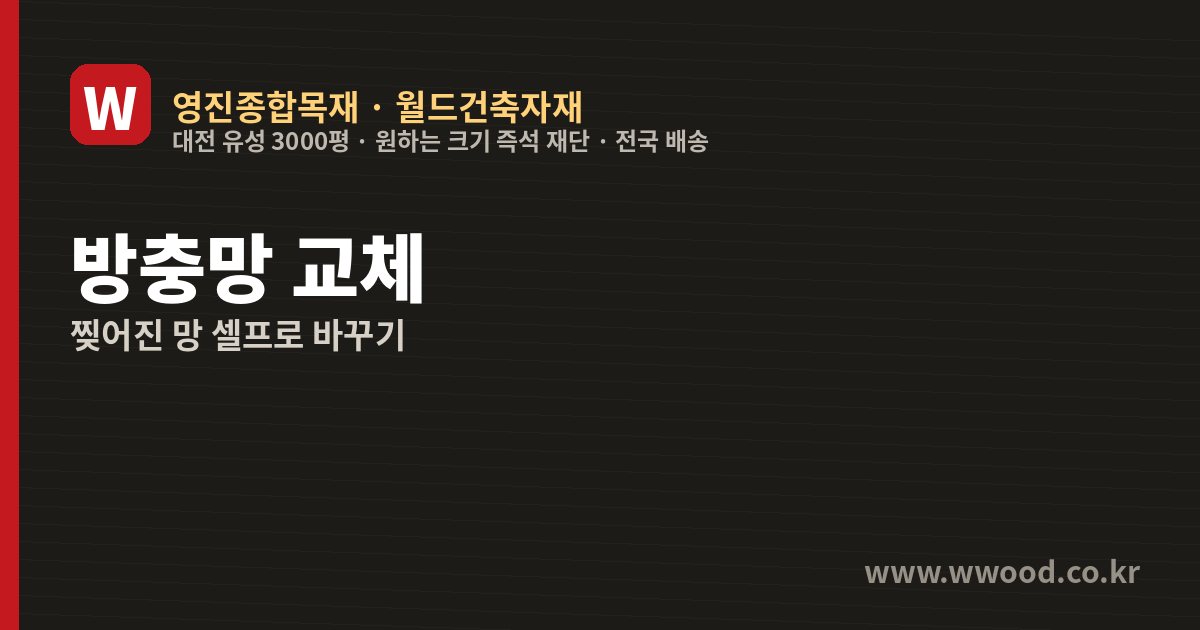 W
영진종합목재 · 월드건축자재
대전 유성 3000평 · 원하는 크기 즉석 재단 · 전국 배송
방충망 교체
찢어진 망 셀프로 바꾸기
www.wwood.co.kr